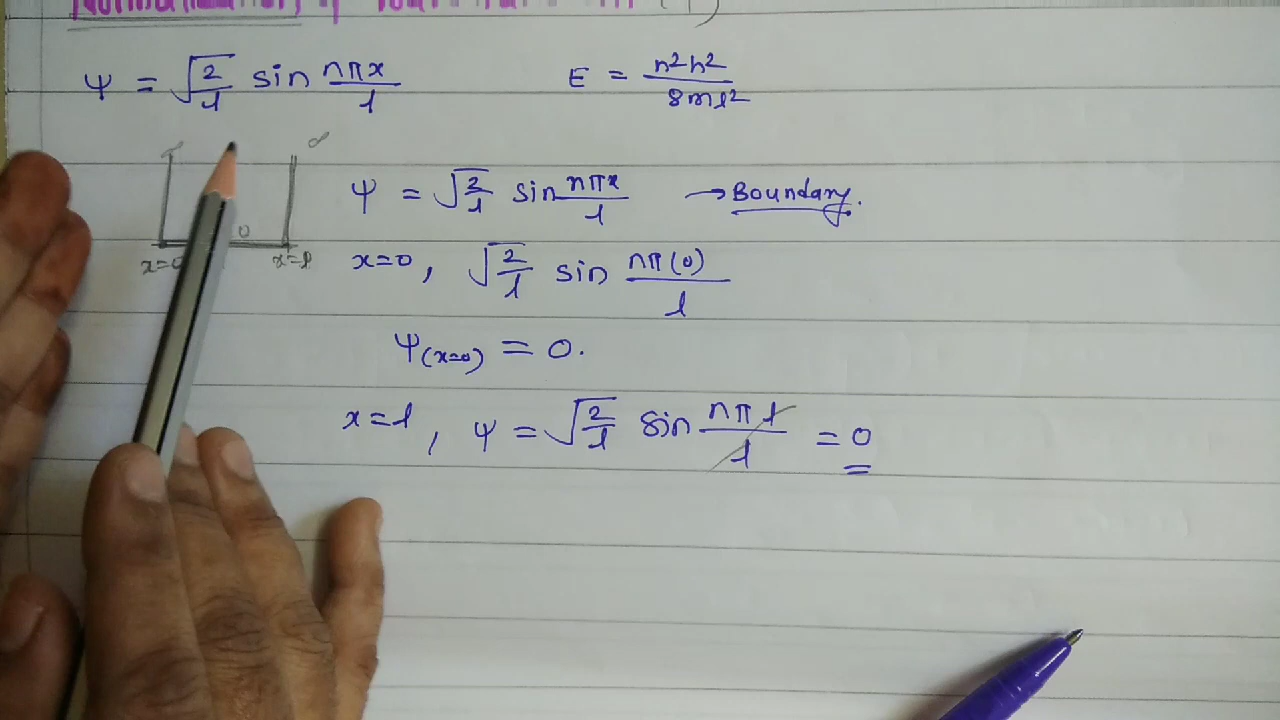 ψ = √2/l sin nπx/l E = n²h²/8ml²
∞ ∞
0
x=0 x=l
ψ = √2/l sin nπx/l → Boundary.
x=0, √2/l sin nπ(0)/l
ψ(x=0) = 0.
x=l, ψ = √2/l sin nπl/l = 0